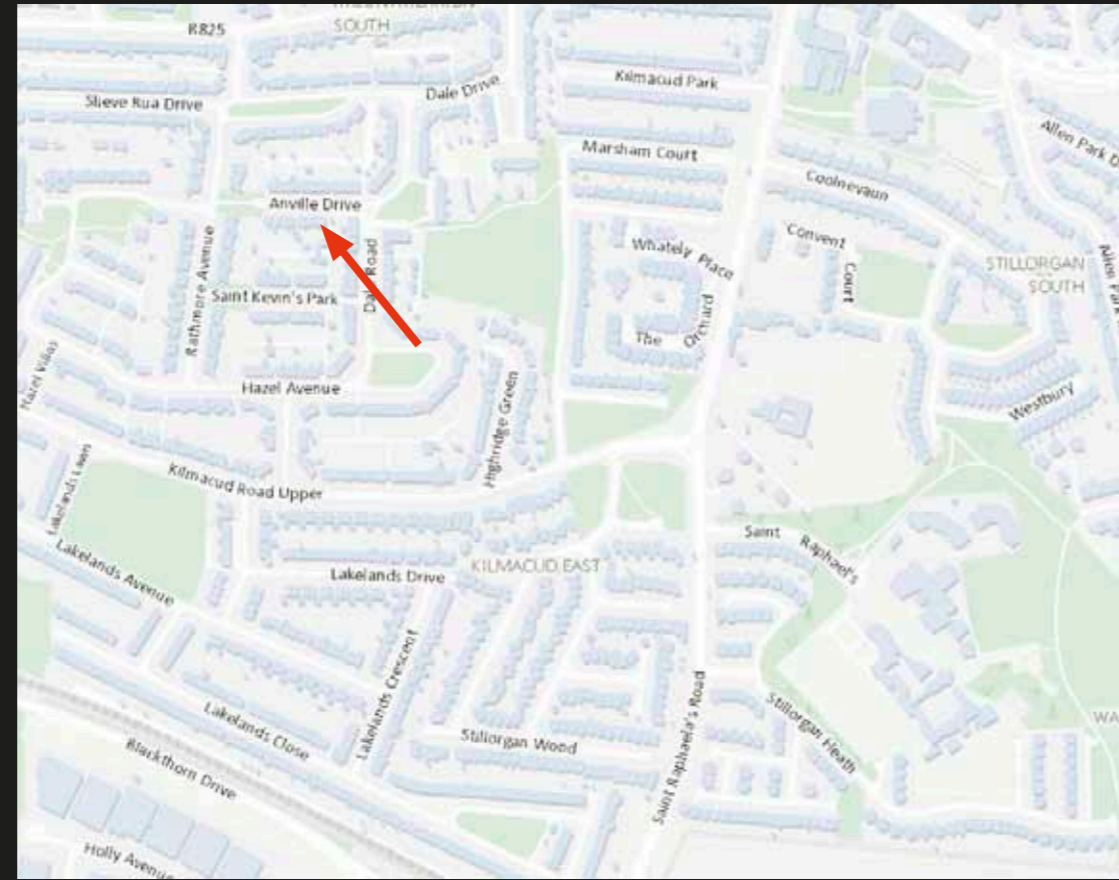 SOUTH
R825
Kilmacud Park
Dale Drive
Slieve Rua Drive
Allen Park
Marsham Court
Coolnevaun
Anville Drive
Convent
Court
Whately Place
Rathmore Avenue
Road
STILLORGAN
SOUTH
Saint Kevin's Park
The Orchard
Hazel Villas
Hazel Avenue
Highridge Green
Westbury
Kilmacud Road Upper
Lakelands Lawn
Saint Raphael's
Lakelands Avenue
Lakelands Drive
KILMACUD EAST
Lakelands Crescent
Saint Raphaela's Road
Lakelands Close
Stillorgan Wood
Stillorgan Heath
WA
Blackthorn Drive
Holly Avenue